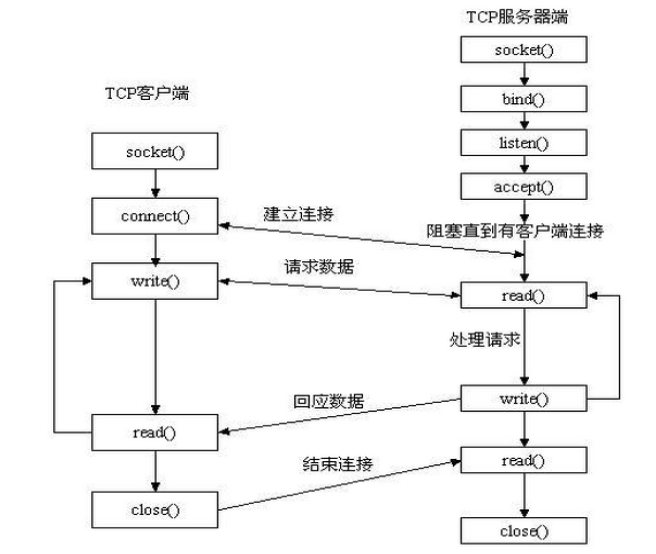 TCP服务器端
socket()
bind()
TCP客户端
listen()
socket()
accept()
connect()
建立连接
阻塞直到有客户端连接
请求数据
write()
read()
处理请求
回应数据
write()
read()
结束连接
read()
close()
close()